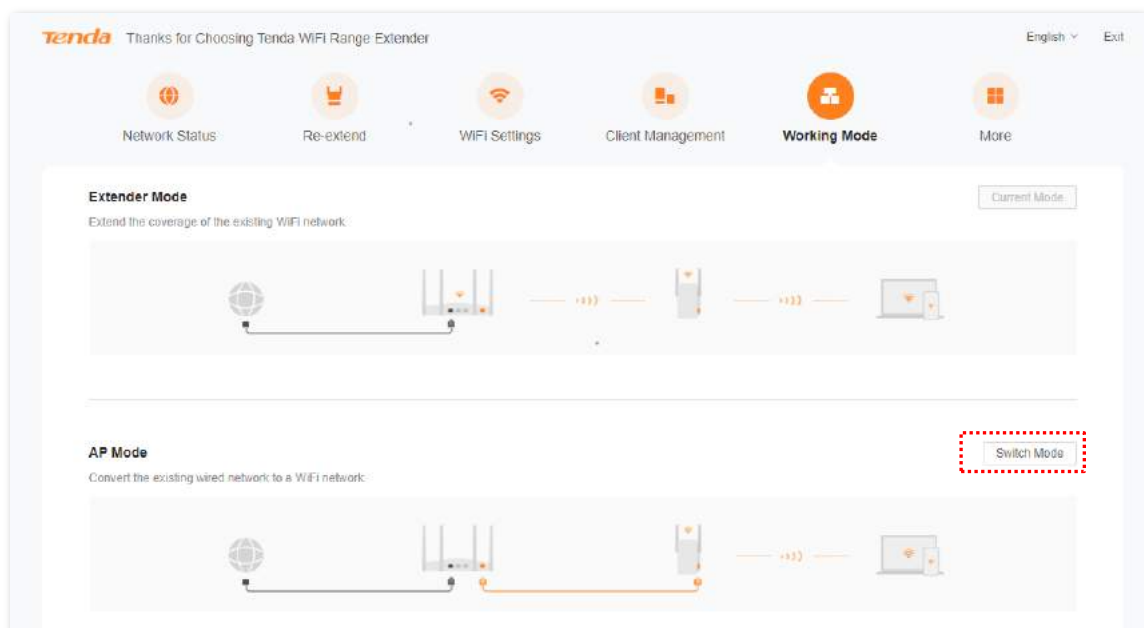 Tenda Thanks for Choosing Tenda WiFi Range Extender English Exit
Network Status Re-extend WiFi Settings Client Management Working Mode More
Extender Mode Current Mode
Extend the coverage of the existing WiFi network.
AP Mode Switch Mode
Convert the existing wired network to a WiFi network.